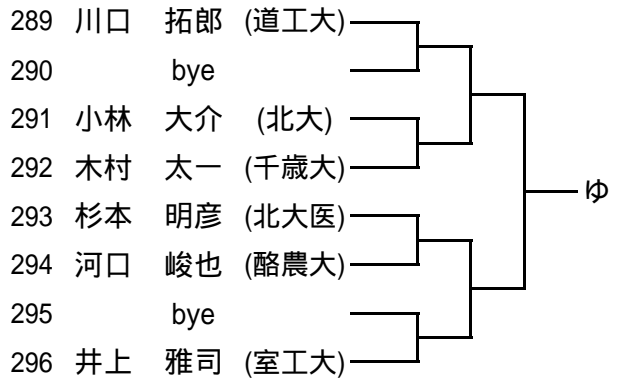 289 川口 拓郎 (道工大)
290 bye
291 小林 大介 (北大)
292 木村 太一 (千歳大)
ゆ
293 杉本 明彦 (北大医)
294 河口 峻也 (酪農大)
295 bye
296 井上 雅司 (室工大)